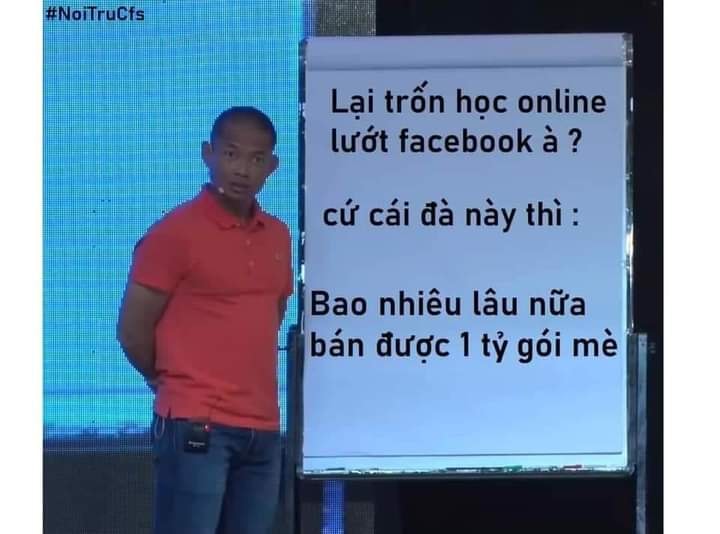 #NoiTruCfs
Lại trốn học online
lướt facebook à ?
cứ cái đà này thì :
Bao nhiêu lâu nữa
bán được 1 tỷ gói mè